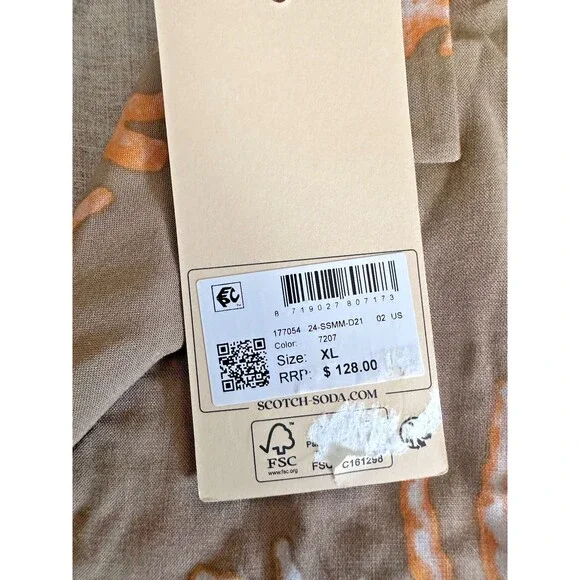 8 719027 807173
177054 24-SSMM-D21 02 US
Color: 7207
Size: XL
RRP: $ 128.00
SCOTCH-SODA.COM
FSC
www.fsc.org
C161298